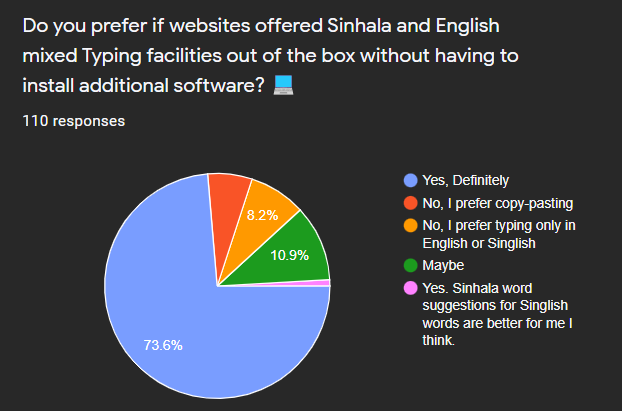 Do you prefer if websites offered Sinhala and English
mixed Typing facilities out of the box without having to
install additional software? 💻
110 responses
Yes, Definitely
No, I prefer copy-pasting
No, I prefer typing only in
English or Singlish
Maybe
Yes. Sinhala word
suggestions for Singlish
words are better for me I
think.
8.2%
10.9%
73.6%